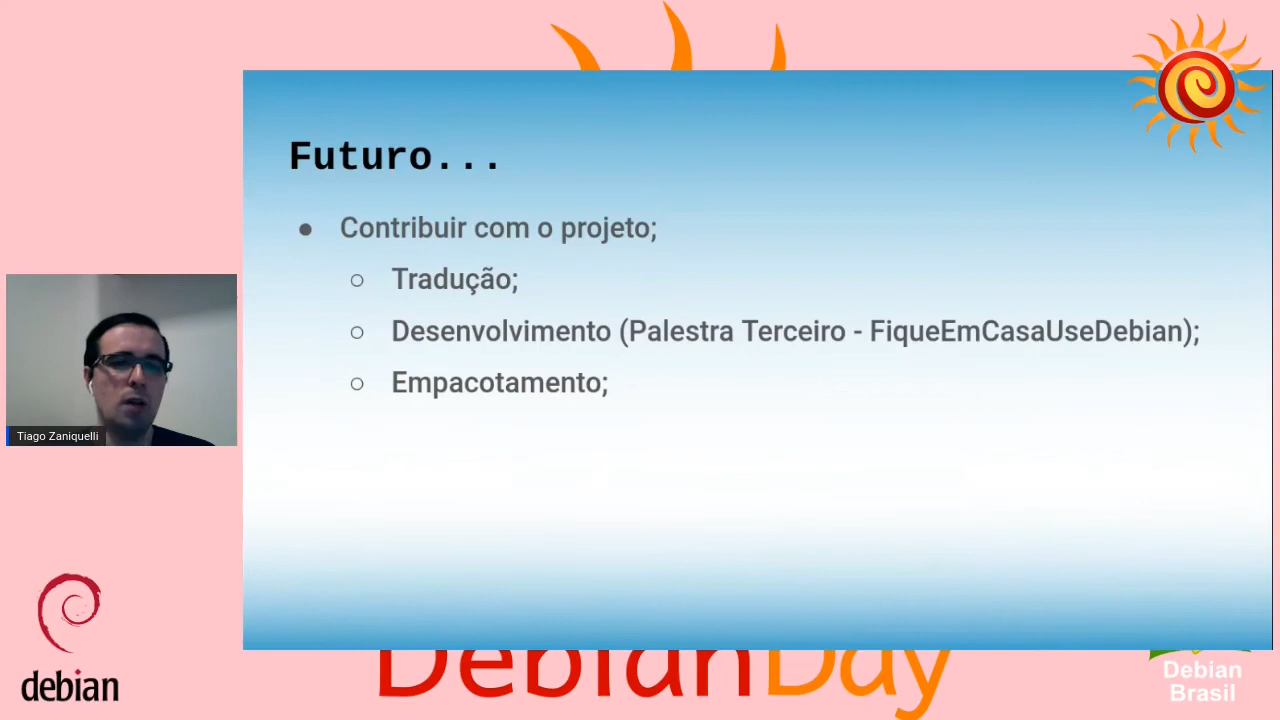 Futuro...
● Contribuir com o projeto;
○ Tradução;
○ Desenvolvimento (Palestra Terceiro - FiqueEmCasaUseDebian);
○ Empacotamento;
Tiago Zaniquelli
debian
DebianDay
Debian
Brasil